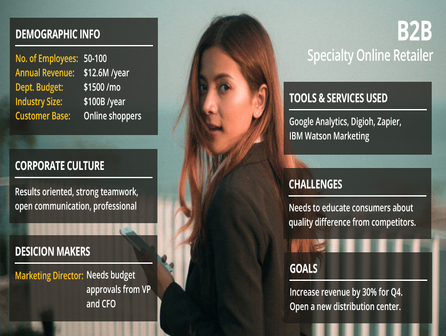 B2B
Specialty Online Retailer
DEMOGRAPHIC INFO
No. of Employees: 50-100
Annual Revenue: $12.6M /year
Dept. Budget: $1500 /mo
Industry Size: $100B /year
Customer Base: Online shoppers
CORPORATE CULTURE
Results oriented, strong teamwork,
open communication, professional
DESICION MAKERS
Marketing Director: Needs budget
approvals from VP
and CFO
TOOLS & SERVICES USED
Google Analytics, Digioh, Zapier,
IBM Watson Marketing
CHALLENGES
Needs to educate consumers about
quality difference from competitors.
GOALS
Increase revenue by 30% for Q4.
Open a new distribution center.